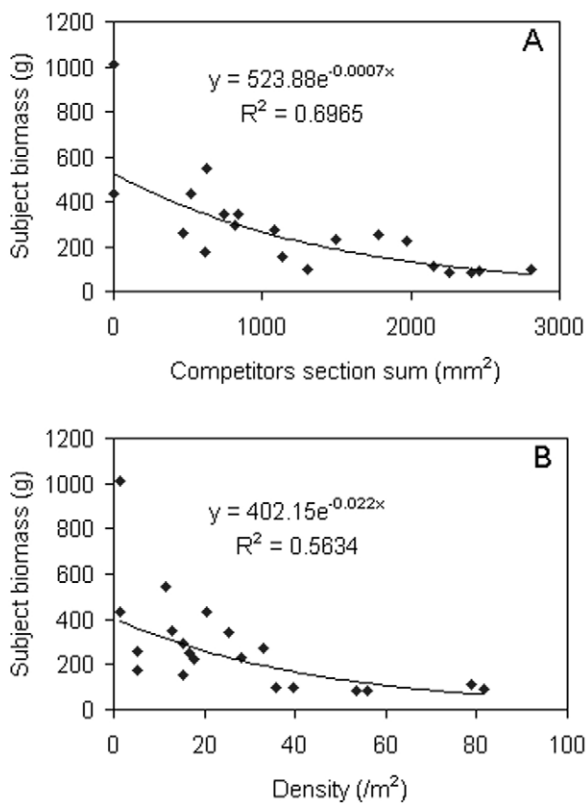 A
1200
1000
800
600
400
200
0
Subject biomass (g)
y = 523.88e^-0.0007x
R² = 0.6965
0 1000 2000 3000
Competitors section sum (mm²)
B
1200
1000
800
600
400
200
0
Subject biomass (g)
y = 402.15e^-0.022x
R² = 0.5634
0 20 40 60 80 100
Density (/m²)